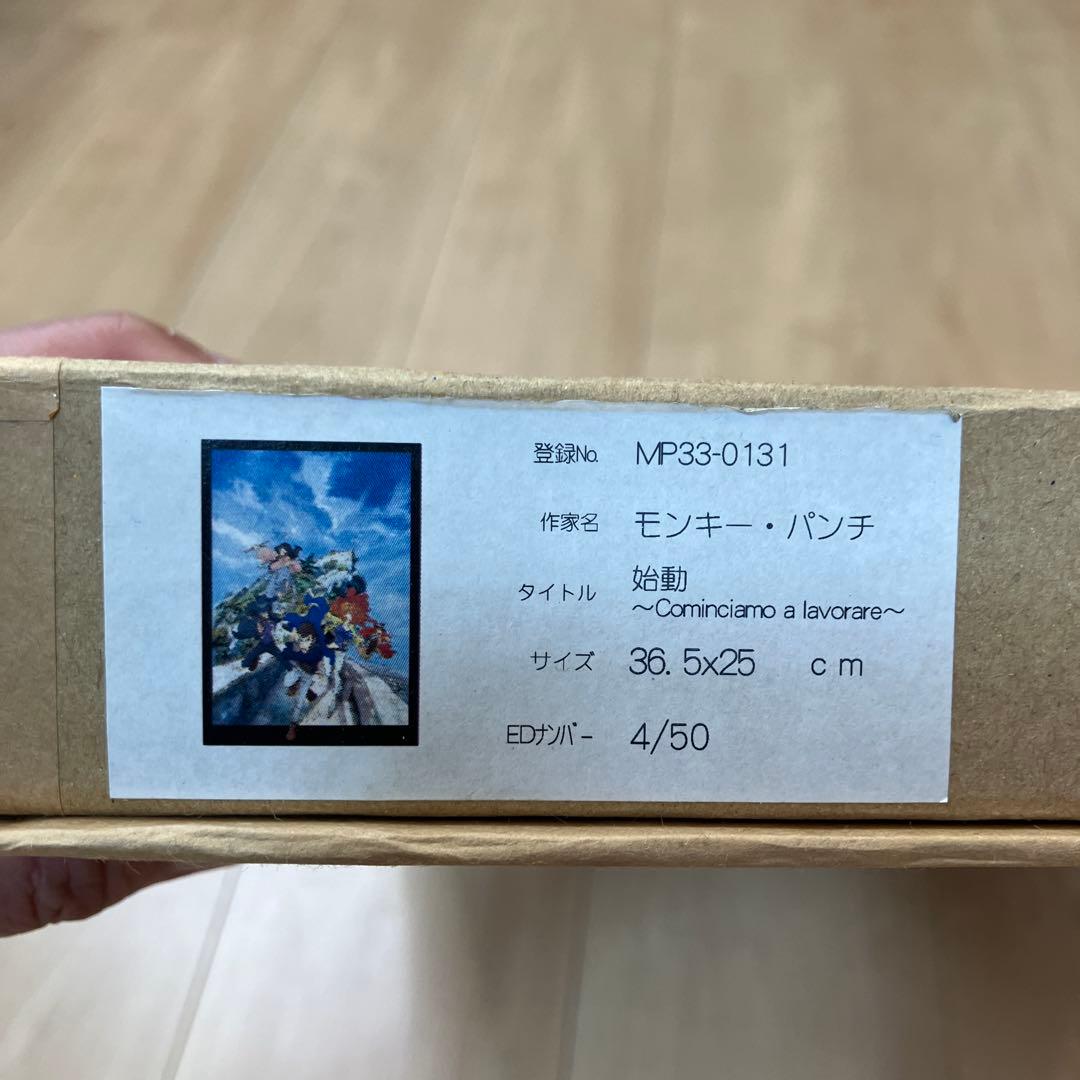 登録No. MP33-0131
作家名 モンキー・パンチ
タイトル 始動
～Cominciamo a lavorare～
サイズ 36.5x25 cm
EDナンバー 4/50